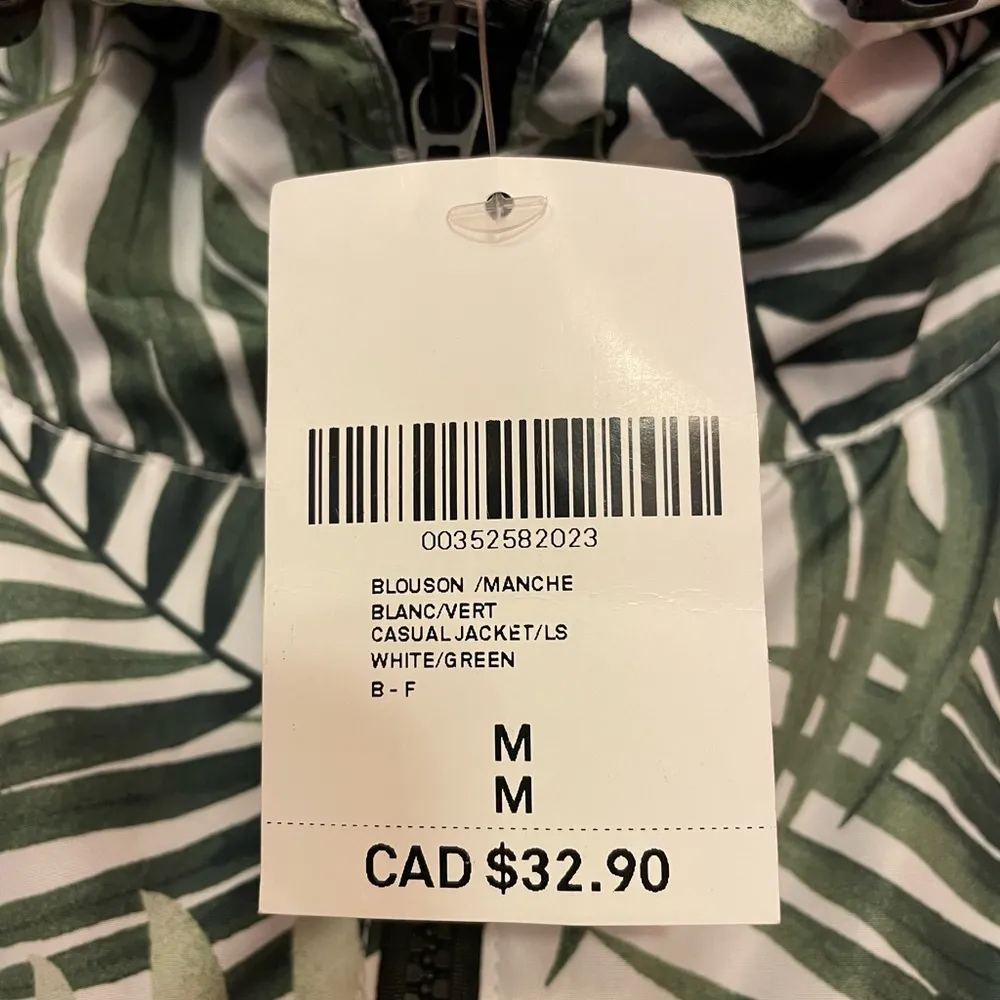 00352582023
BLOUSON /MANCHE
BLANC/VERT
CASUAL JACKET/LS
WHITE/GREEN
B - F
M
M
CAD $32.90